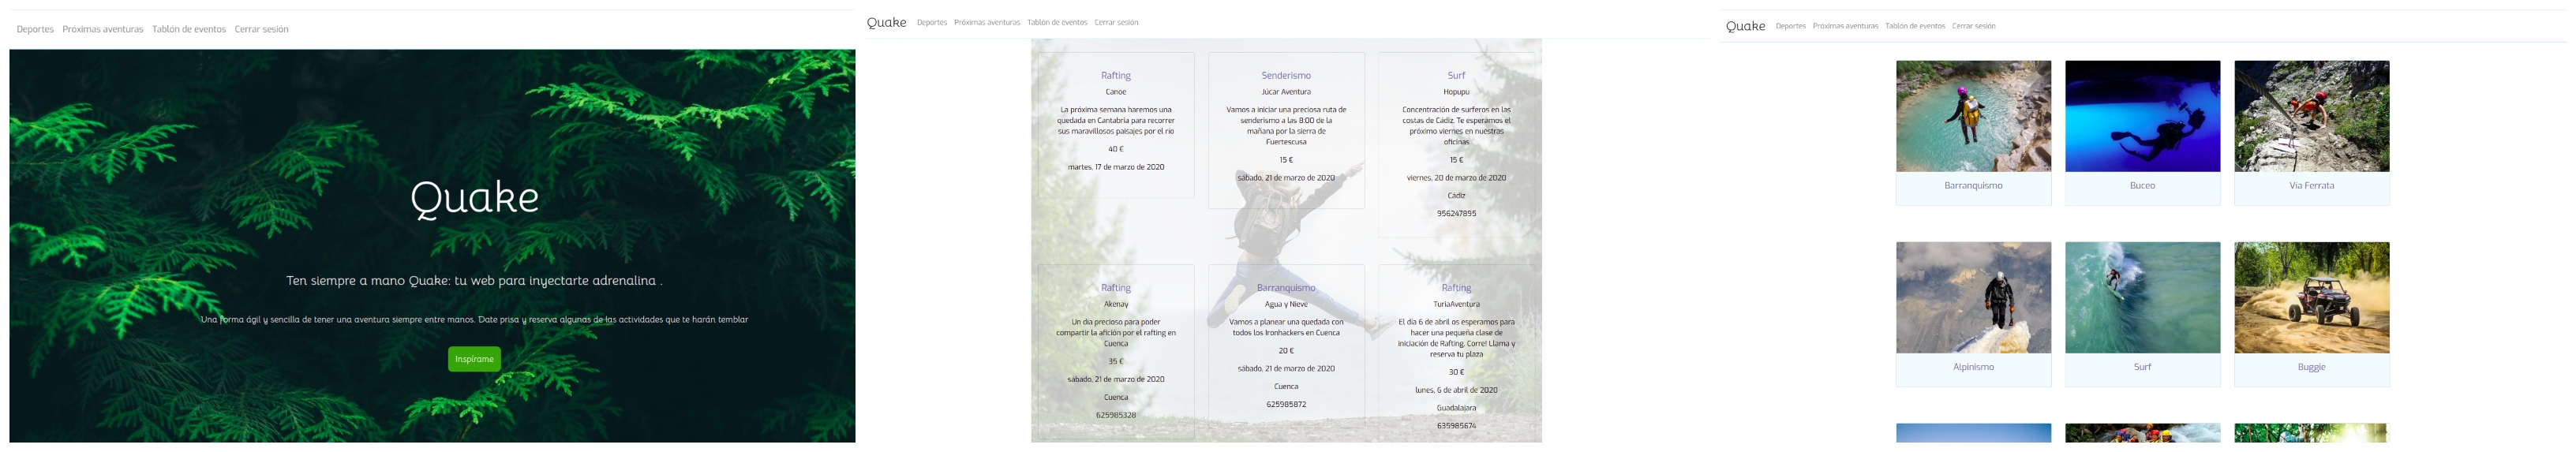 Deportes Próximas aventuras Tablón de eventos Cerrar sesión
Quake
Ten siempre a mano Quake: tu web para inyectarte adrenalina .
Una forma ágil y sencilla de tener una aventura siempre entre manos. Date prisa y reserva algunas de las actividades que te harán temblar
Inspírame
Quake Deportes Próximas aventuras Tablón de eventos Cerrar sesión
Rafting
Canoe
La próxima semana haremos una
quedada en Cantabria para recorrer
sus maravillosos paisajes por el río
40 €
martes, 17 de marzo de 2020
Senderismo
Júcar Aventura
Vamos a iniciar una preciosa ruta de
senderismo a las 8:00 de la
mañana por la sierra de
Fuertescusa
15 €
sábado, 21 de marzo de 2020
Surf
Hopupu
Concentración de surferos en las
costas de Cádiz. Te esperamos el
próximo viernes en nuestras
oficinas
15 €
viernes, 20 de marzo de 2020
Cádiz
956247895
Rafting
Akenay
Un día precioso para poder
compartir la afición por el rafting en
Cuenca
35 €
sábado, 21 de marzo de 2020
Cuenca
625985328
Barranquismo
Agua y Nieve
Vamos a planear una quedada con
todos los Ironhackers en Cuenca
20 €
sábado, 21 de marzo de 2020
Cuenca
625985872
Rafting
TuriaAventura
El día 6 de abril os esperamos para
hacer una pequeña clase de
iniciación de Rafting. Corre! Llama y
reserva tu plaza
30 €
lunes, 6 de abril de 2020
Guadalajara
635985674
Quake Deportes Próximas aventuras Tablón de eventos Cerrar sesión
Barranquismo
Buceo
Via Ferrata
Alpinismo
Surf
Buggie